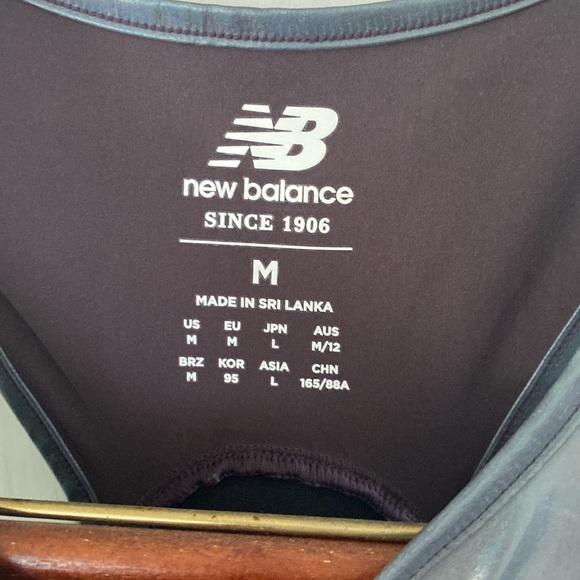 NB
new balance
SINCE 1906
M
MADE IN SRI LANKA
US EU JPN AUS
M M L M/12
BRZ KOR ASIA CHN
M 95 L 165/88A